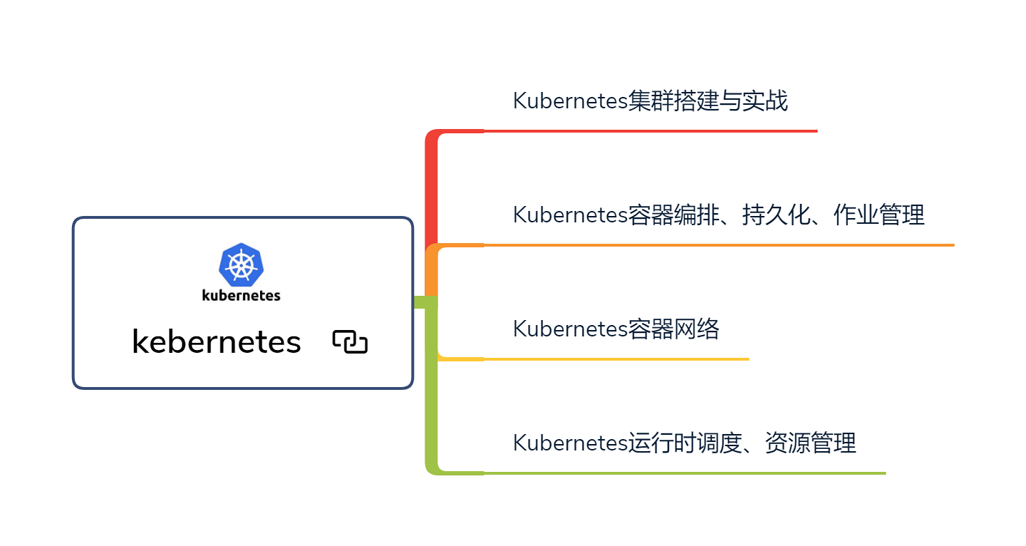 kubernetes
kebernetes
Kubernetes集群搭建与实战
Kubernetes容器编排、持久化、作业管理
Kubernetes容器网络
Kubernetes运行时调度、资源管理